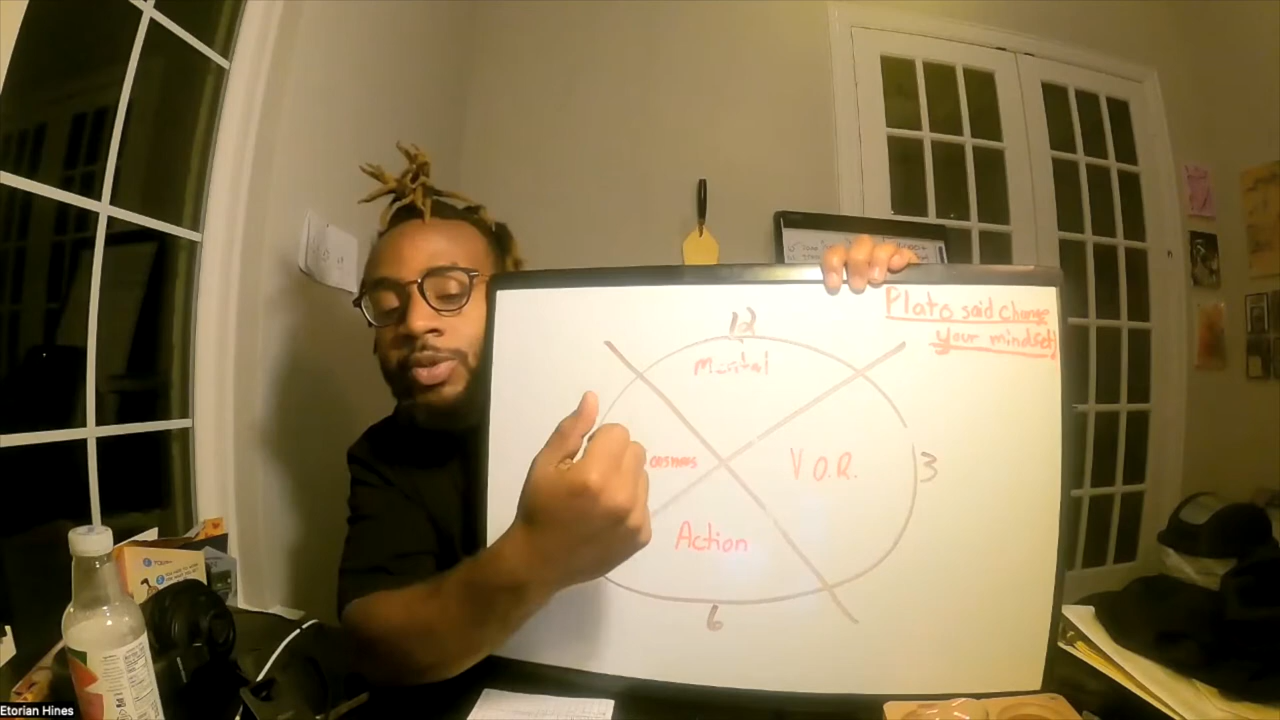 Plato said change
your mindset
12
Mental
V O.R.
3
Action
6
Etorian Hines